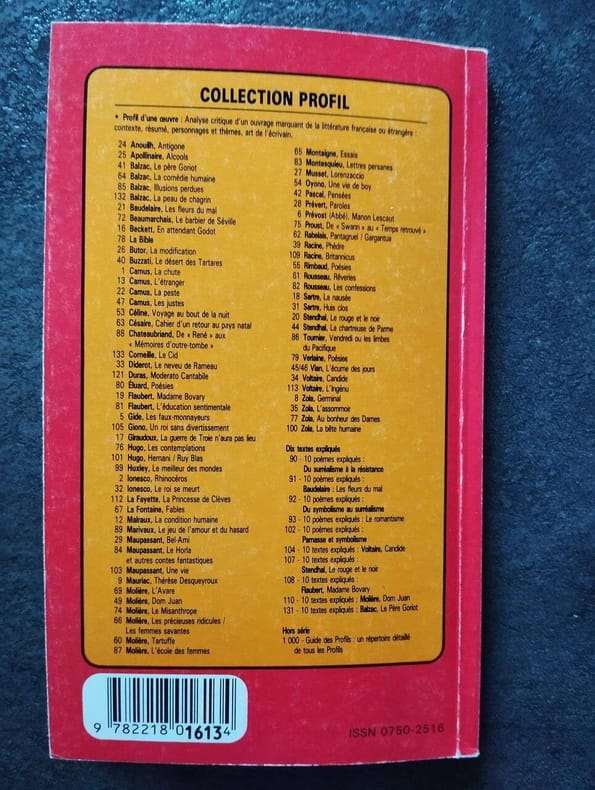 COLLECTION PROFIL
• Profil d'une œuvre : Analyse critique d'un ouvrage marquant de la littérature française ou étrangère :
contexte, résumé, personnages et thèmes, art de l'écrivain.
24 Anouilh, Antigone
25 Apollinaire, Alcools
41 Balzac, Le père Goriot
64 Balzac, La comédie humaine
85 Balzac, Illusions perdues
132 Balzac, La peau de chagrin
21 Baudelaire, Les fleurs du mal
72 Beaumarchais, Le barbier de Séville
16 Beckett, En attendant Godot
78 La Bible
26 Butor, La modification
40 Buzzati, Le désert des Tartares
1 Camus, La chute
13 Camus, L'étranger
22 Camus, La peste
47 Camus, Les justes
53 Céline, Voyage au bout de la nuit
63 Césaire, Cahier d'un retour au pays natal
88 Chateaubriand, De « René » aux
« Mémoires d'outre-tombe »
133 Corneille, Le Cid
33 Diderot, Le neveu de Rameau
121 Duras, Moderato Cantabile
80 Éluard, Poésies
19 Flaubert, Madame Bovary
81 Flaubert, L'éducation sentimentale
5 Gide, Les faux-monnayeurs
105 Giono, Un roi sans divertissement
17 Giraudoux, La guerre de Troie n'aura pas lieu
76 Hugo, Les contemplations
101 Hugo, Hernani / Ruy Blas
99 Huxley, Le meilleur des mondes
2 Ionesco, Rhinocéros
32 Ionesco, Le roi se meurt
112 La Fayette, La Princesse de Clèves
67 La Fontaine, Fables
12 Malraux, La condition humaine
89 Marivaux, Le jeu de l'amour et du hasard
29 Maupassant, Bel-Ami
84 Maupassant, Le Horla
et autres contes fantastiques
103 Maupassant, Une vie
9 Mauriac, Thérèse Desqueyroux
69 Molière, L'Avare
49 Molière, Dom Juan
74 Molière, Le Misanthrope
66 Molière, Les précieuses ridicules /
Les femmes savantes
60 Molière, Tartuffe
87 Molière, L'école des femmes
65 Montaigne, Essais
83 Montesquieu, Lettres persanes
27 Musset, Lorenzaccio
54 Oyono, Une vie de boy
42 Pascal, Pensées
28 Prévert, Paroles
6 Prévost (Abbé), Manon Lescaut
75 Proust, De « Swann » au « Temps retrouvé »
62 Rabelais, Pantagruel / Gargantua
39 Racine, Phèdre
109 Racine, Britannicus
55 Rimbaud, Poésies
61 Rousseau, Rêveries
82 Rousseau, Les confessions
18 Sartre, La nausée
31 Sartre, Huis clos
20 Stendhal, Le rouge et le noir
44 Stendhal, La chartreuse de Parme
86 Tournier, Vendredi ou les limbes
du Pacifique
79 Verlaine, Poésies
45/46 Vian, L'écume des jours
34 Voltaire, Candide
113 Voltaire, L'Ingénu
8 Zola, Germinal
35 Zola, L'assommoir
77 Zola, Au bonheur des Dames
100 Zola, La bête humaine
Dix textes expliqués
90 - 10 poèmes expliqués :
Du surréalisme à la résistance
91 - 10 poèmes expliqués :
Baudelaire : Les fleurs du mal
92 - 10 poèmes expliqués :
Du symbolisme au surréalisme
93 - 10 poèmes expliqués : Le romantisme
102 - 10 poèmes expliqués :
Parnasse et symbolisme
104 - 10 textes expliqués : Voltaire, Candide
107 - 10 textes expliqués :
Stendhal, Le rouge et le noir
108 - 10 textes expliqués :
Flaubert, Madame Bovary
110 - 10 textes expliqués : Molière, Dom Juan
131 - 10 textes expliqués : Balzac, Le Père Goriot
Hors série
1 000 - Guide des Profils : un répertoire détaillé
de tous les Profils
9 782218 016134
ISSN 0750-2516